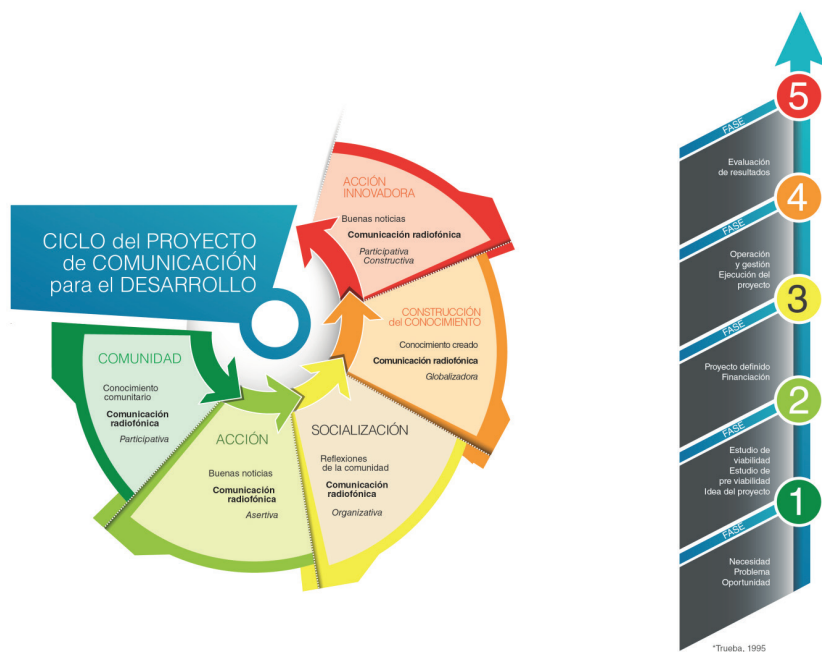 CICLO del PROYECTO
de COMUNICACIÓN
para el DESARROLLO
COMUNIDAD
Conocimiento
comunitario
Comunicación
radiofónica
Participativa
ACCIÓN
Buenas noticias
Comunicación
radiofónica
Asertiva
SOCIALIZACIÓN
Reflexiones
de la comunidad
Comunicación
radiofónica
Organizativa
CONSTRUCCIÓN
del CONOCIMIENTO
Conocimiento creado
Comunicación radiofónica
Globalizadora
ACCIÓN
INNOVADORA
Buenas noticias
Comunicación radiofónica
Participativa
Constructiva
5
FASE
Evaluación
de resultados
4
FASE
Operación
y gestión
Ejecución del
proyecto
3
FASE
Proyecto definido
Financiación
2
FASE
Estudio de
viabilidad
Estudio de
pre viabilidad
Idea del proyecto
1
FASE
Necesidad
Problema
Oportunidad
*Trueba, 1995